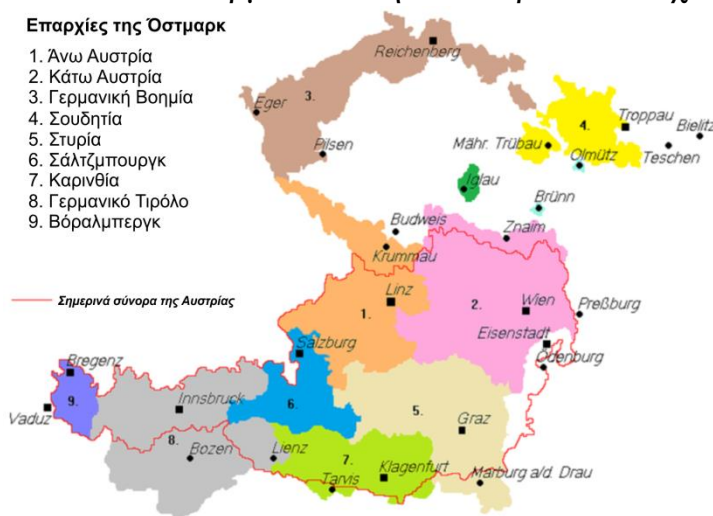 Επαρχίες της Όστμαρκ
1. Άνω Αυστρία
2. Κάτω Αυστρία
3. Γερμανική Βοημία
4. Σουδητία
5. Στυρία
6. Σάλτζμπουργκ
7. Καρινθία
8. Γερμανικό Τιρόλο
9. Βόραλμπεργκ
Σημερινά σύνορα της Αυστρίας
Reichenberg
Eger
3.
Pilsen
4.
Troppau
Bielitz
Mähr. Trübau
Teschen
Olmütz
Iglau
Brünn
Budweis
Znaim
Krummau
Linz
1.
2.
Wien
Preßburg
Eisenstadt
Ödenburg
Salzburg
Bregenz
9.
Vaduz
Innsbruck
6.
5.
Graz
8.
Bozen
Lienz
7.
Klagenfurt
Tarvis
Marburg a/d. Drau